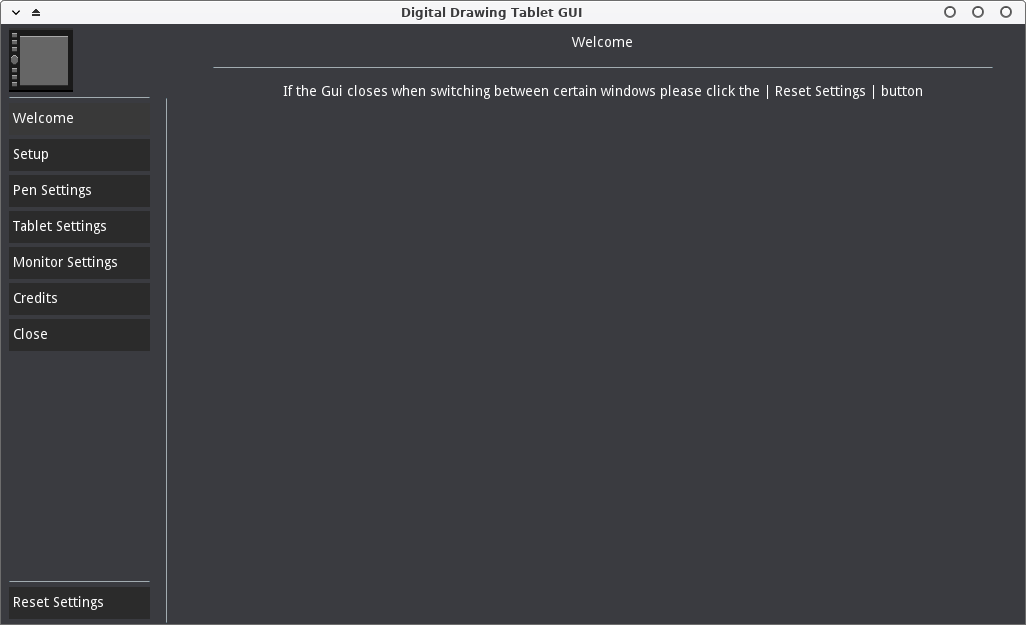 Digital Drawing Tablet GUI
Welcome
If the Gui closes when switching between certain windows please click the | Reset Settings | button
Welcome
Setup
Pen Settings
Tablet Settings
Monitor Settings
Credits
Close
Reset Settings